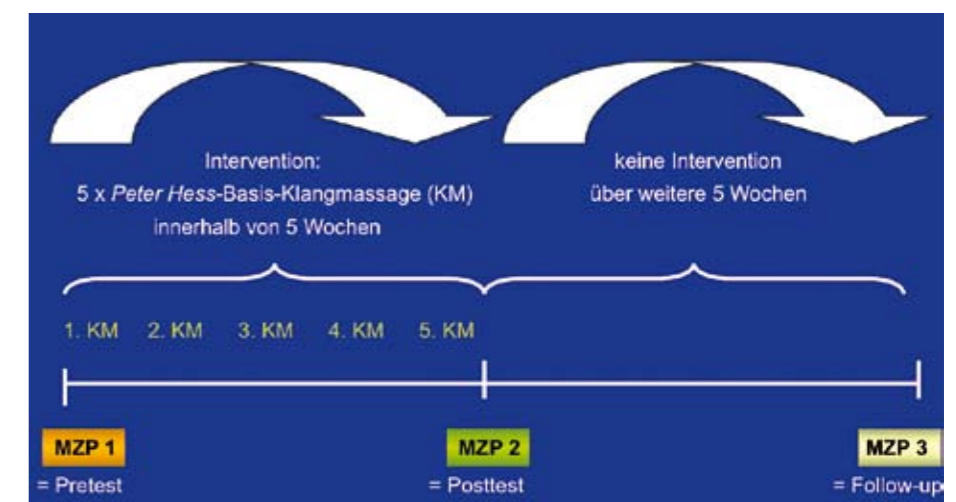 Intervention:
5 x Peter Hess-Basis-Klangmassage (KM)
innerhalb von 5 Wochen
keine Intervention
über weitere 5 Wochen
1. KM 2. KM 3. KM 4. KM 5. KM
MZP 1
= Pretest
MZP 2
= Posttest
MZP 3
= Follow-up